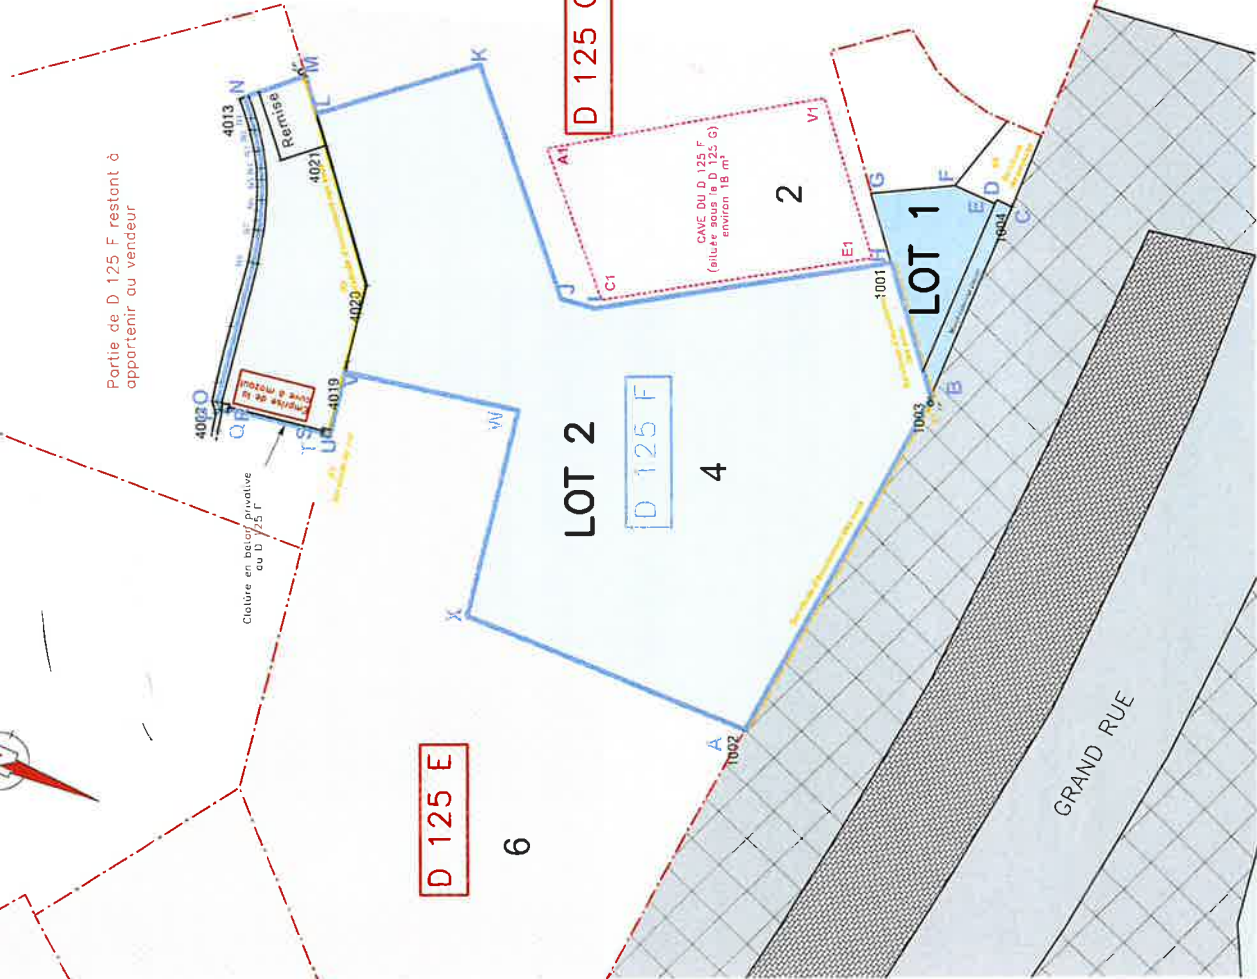 Partie de D 125 F restant à
appartenir au vendeur
4013
N
M
Remise
L
K
4021
4020
4019
V
4002
O
Q
R
Emprise de la
cuve à mazout
T
S
U
Clôture en béton privative
au D 125 F
W
X
LOT 2
D 125 F
4
D 125 G
A1
V1
CAVE DU D 125 F
(située sous le D 125 G)
environ 18 m²
2
E1
C1
J
I
H
G
F
E
D
C
1004
LOT 1
1001
1003
B
A
1002
D 125 E
6
GRAND RUE